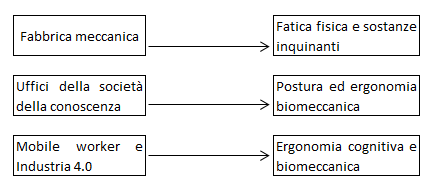 Fabbrica meccanica
Fatica fisica e sostanze
inquinanti
Uffici della società
della conoscenza
Postura ed ergonomia
biomeccanica
Mobile worker e
Industria 4.0
Ergonomia cognitiva e
biomeccanica